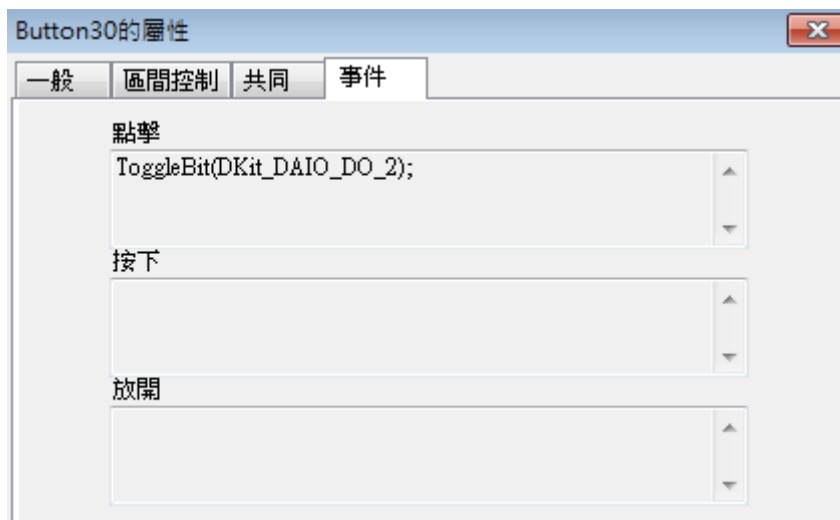 Button30的屬性
一般
區間控制
共同
事件
點擊
ToggleBit(DKit_DAIO_DO_2);
按下
放開